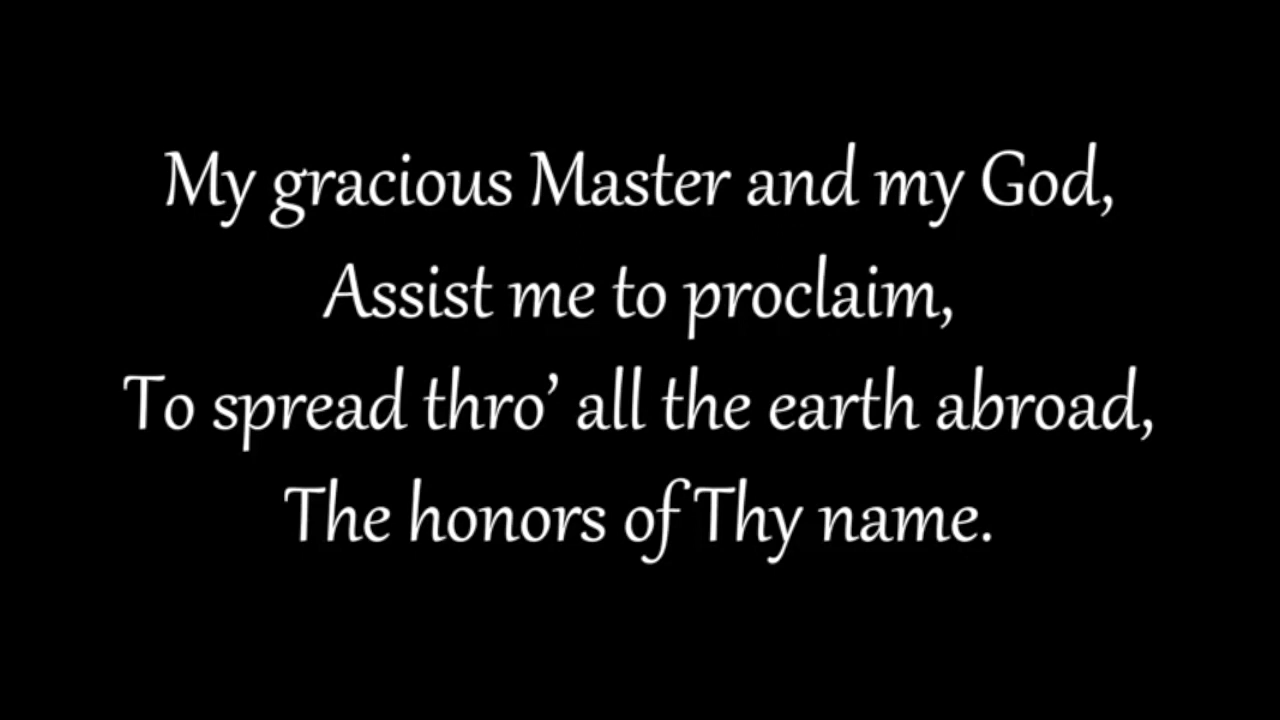 My gracious Master and my God,
Assist me to proclaim,
To spread thro’ all the earth abroad,
The honors of Thy name.